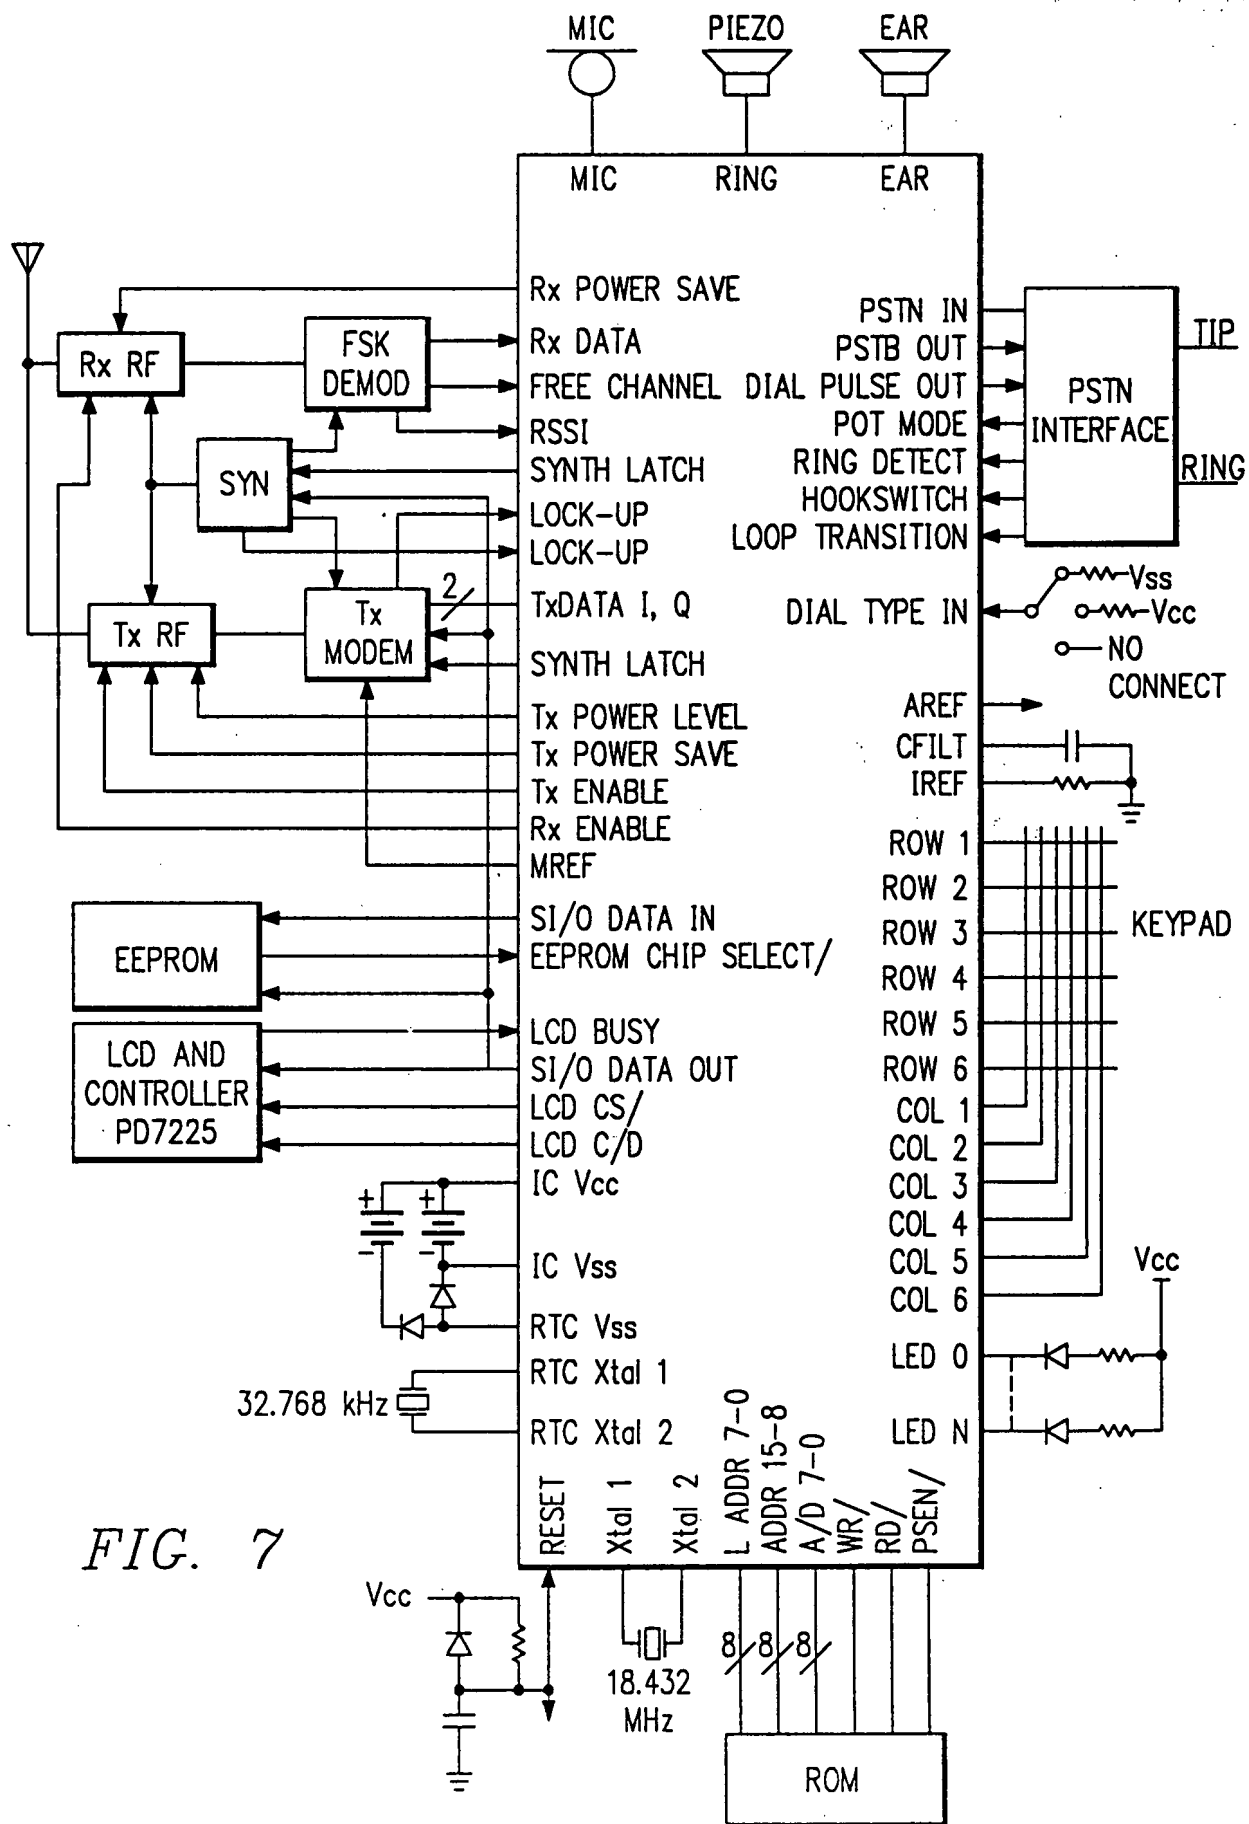 MIC PIEZO EAR
MIC RING EAR
Rx POWER SAVE
Rx DATA
FREE CHANNEL
RSSI
SYNTH LATCH
LOCK-UP
LOCK-UP
TxDATA I, Q
SYNTH LATCH
Tx POWER LEVEL
Tx POWER SAVE
Tx ENABLE
Rx ENABLE
MREF
SI/O DATA IN
EEPROM CHIP SELECT/
LCD BUSY
SI/O DATA OUT
LCD CS/
LCD C/D
IC Vcc
IC Vss
RTC Vss
RTC Xtal 1
RTC Xtal 2
Rx RF
FSK
DEMOD
SYN
2
Tx RF
Tx
MODEM
EEPROM
LCD AND
CONTROLLER
PD7225
+
+
-
-
32.768 kHz
PSTN IN
PSTB OUT
DIAL PULSE OUT
POT MODE
RING DETECT
HOOKSWITCH
LOOP TRANSITION
DIAL TYPE IN
AREF
CFILT
IREF
ROW 1
ROW 2
ROW 3
ROW 4
ROW 5
ROW 6
COL 1
COL 2
COL 3
COL 4
COL 5
COL 6
LED 0
LED N
PSTN
INTERFACE
TIP
RING
Vss
Vcc
NO
CONNECT
KEYPAD
Vcc
RESET
Xtal 1
Xtal 2
L ADDR 7-0
ADDR 15-8
A/D 7-0
WR/
RD/
PSEN/
FIG. 7
Vcc
18.432
MHz
8 8 8
ROM